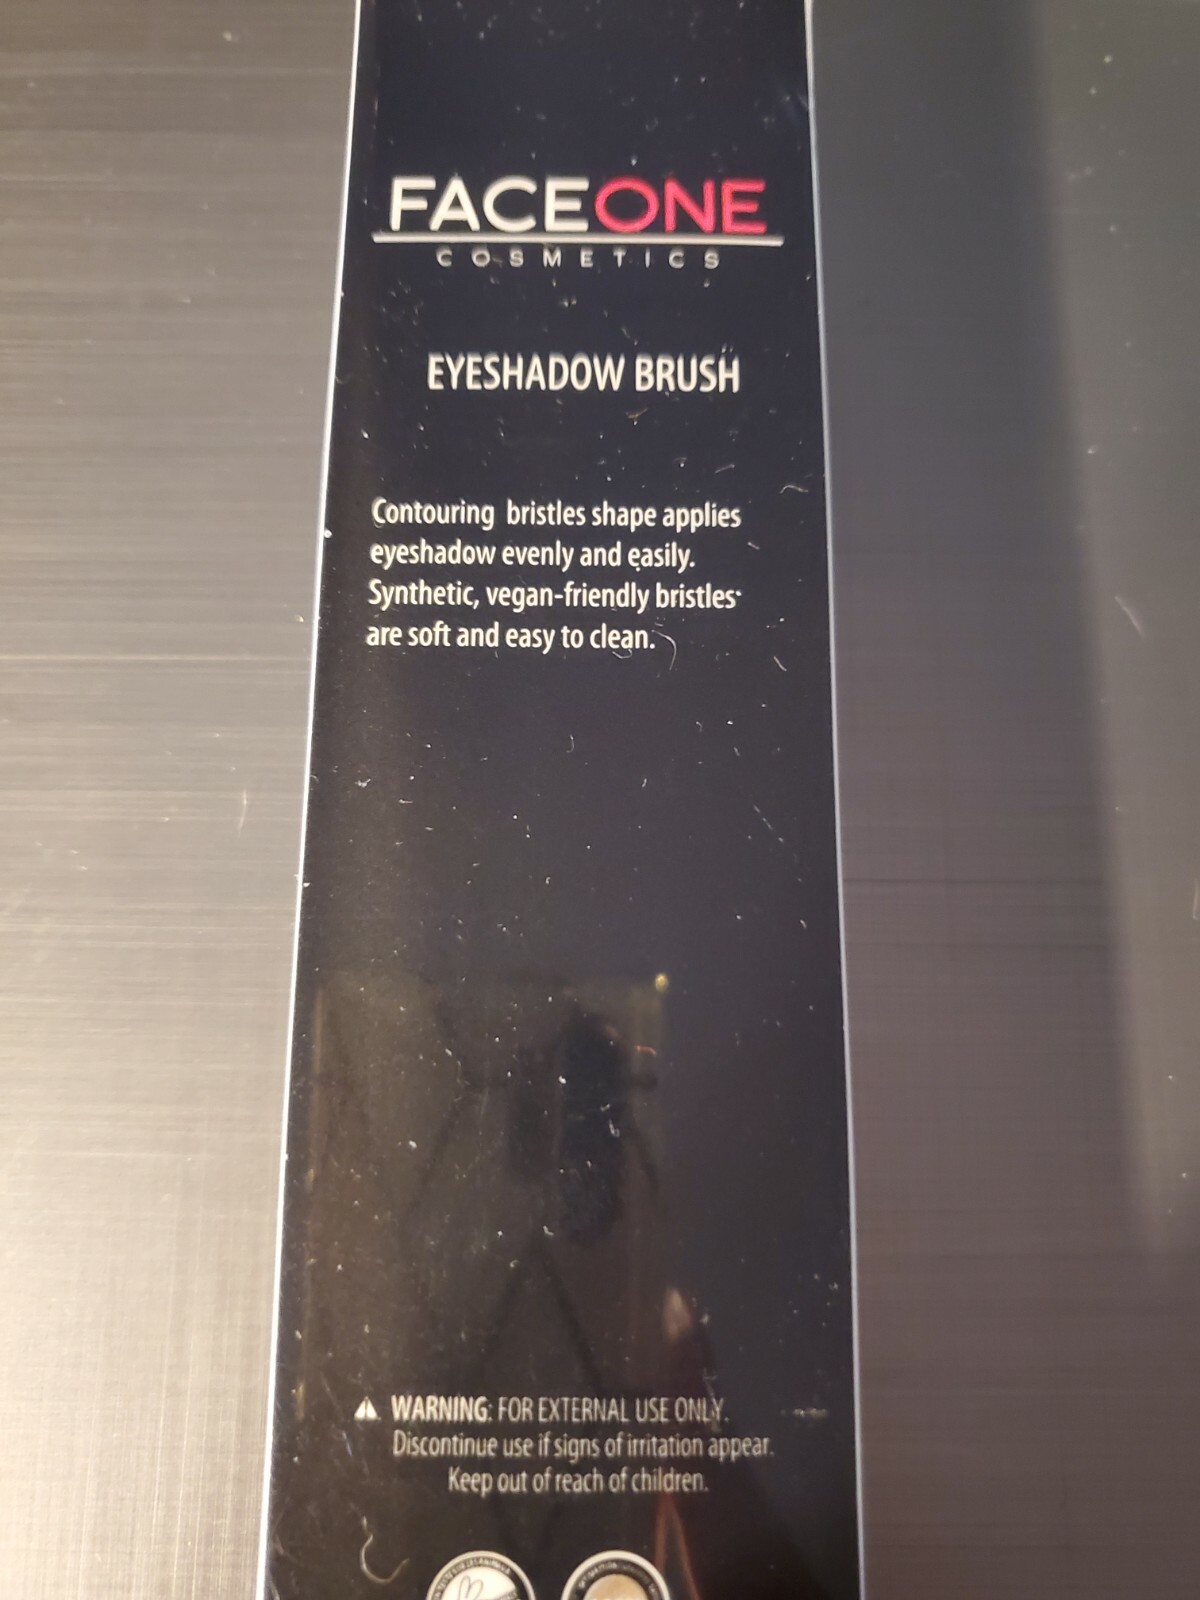 FACEONE
COSMETICS
EYESHADOW BRUSH
Contouring bristles shape applies
eyeshadow evenly and easily.
Synthetic, vegan-friendly bristles
are soft and easy to clean.
WARNING: FOR EXTERNAL USE ONLY.
Discontinue use if signs of irritation appear.
Keep out of reach of children.